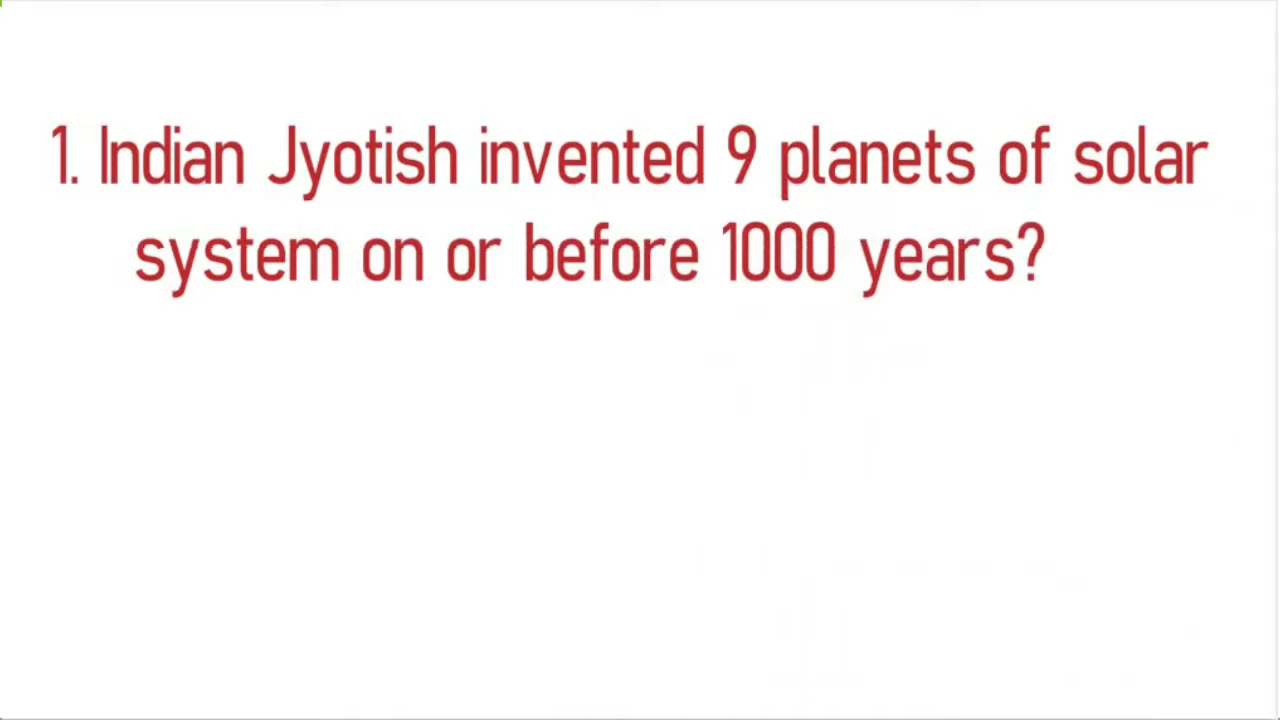 1. Indian Jyotish invented 9 planets of solar
system on or before 1000 years?